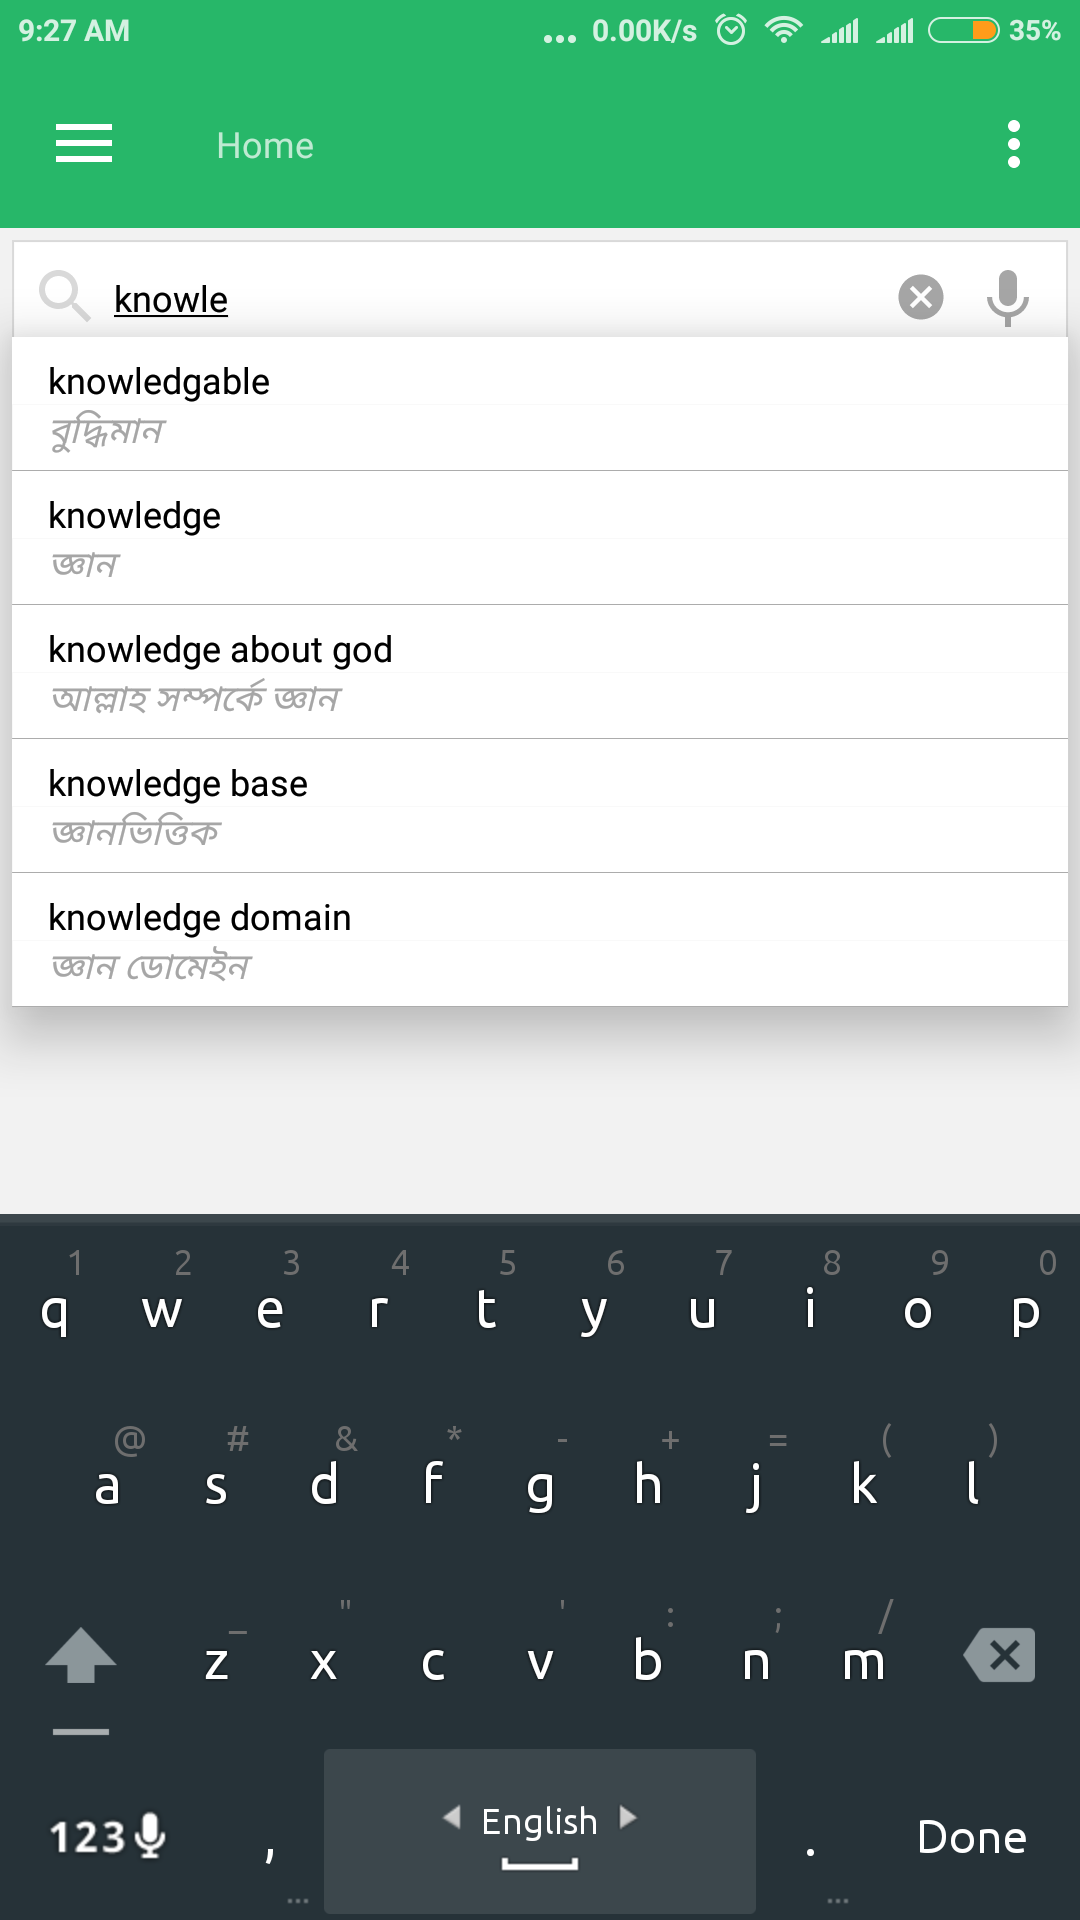 9:27 AM ... 0.00K/s 35%
Home
knowle
knowledgable
বুদ্ধিমান
knowledge
জ্ঞান
knowledge about god
আল্লাহ সম্পর্কে জ্ঞান
knowledge base
জ্ঞানভিত্তিক
knowledge domain
জ্ঞান ডোমেইন
1 2 3 4 5 6 7 8 9 0
q w e r t y u i o p
@ # & * - + = ( )
a s d f g h j k l
_ " ' : ; /
z x c v b n m
123 , English . Done
... ...